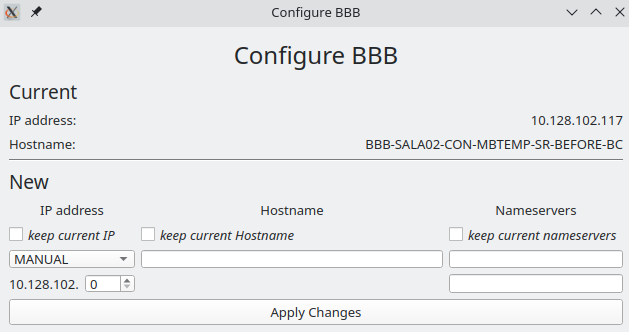 Configure BBB
Configure BBB
Current
IP address: 10.128.102.117
Hostname: BBB-SALA02-CON-MBTEMP-SR-BEFORE-BC
New
IP address Hostname Nameservers
keep current IP keep current Hostname keep current nameservers
MANUAL
10.128.102. 0
Apply Changes